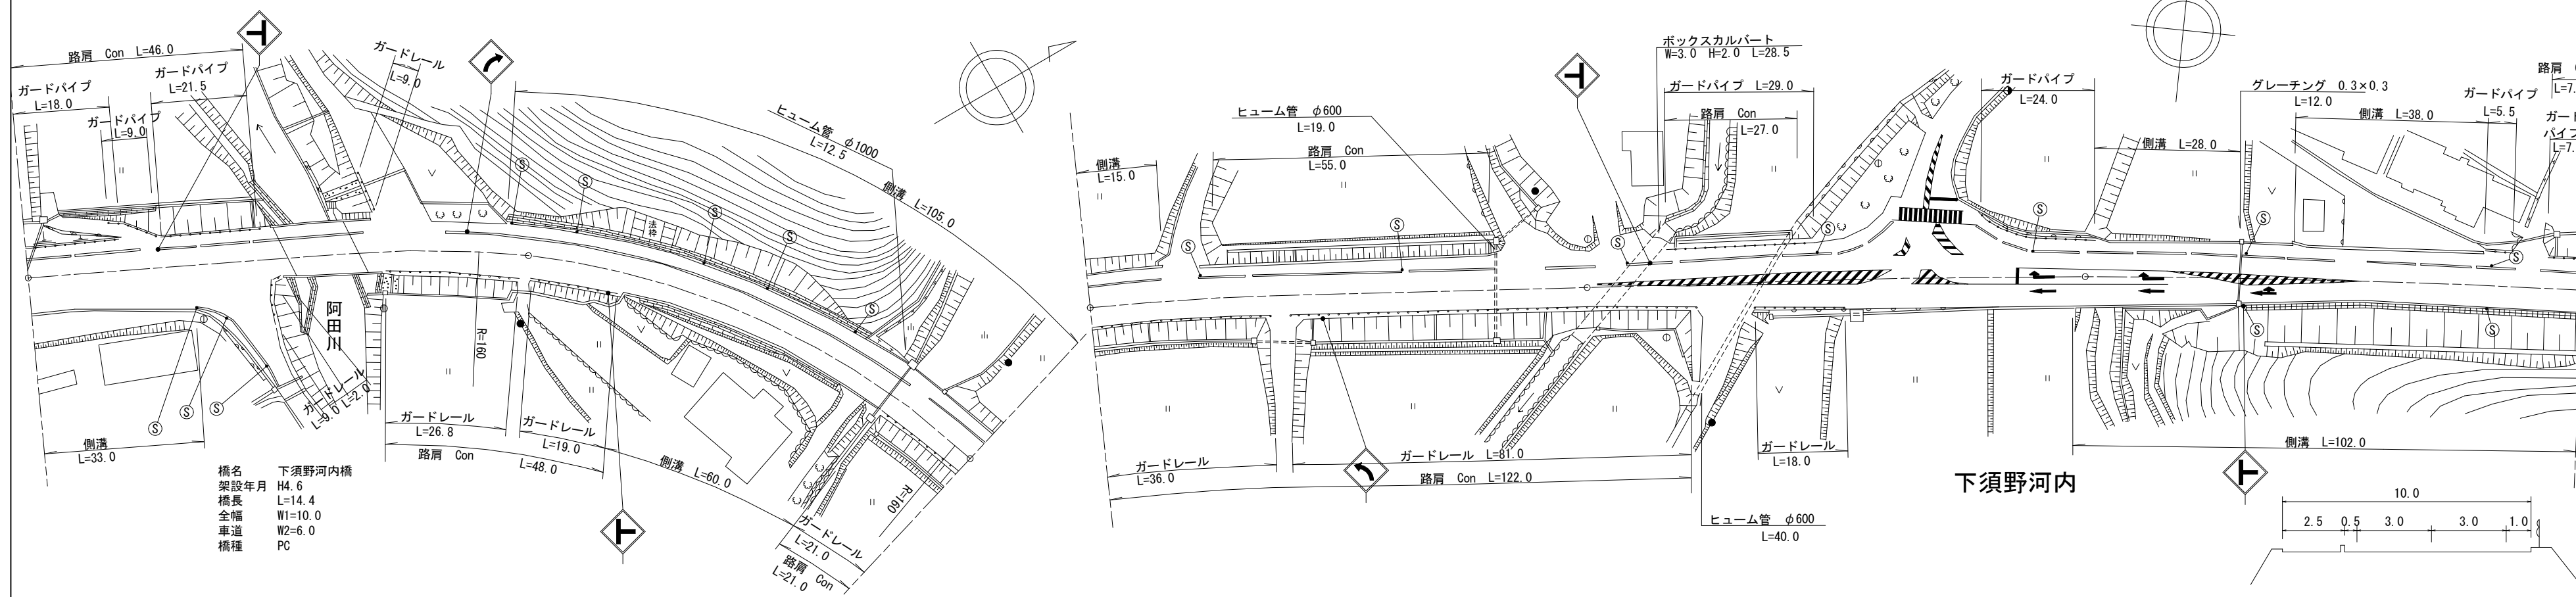 路肩 Con L=46.0
ガードパイプ
L=18.0
ガードパイプ
L=9.0
ガードパイプ
L=21.5
ガードレール
L=9.0
ヒューム管 φ1000
L=12.5
側溝 L=105.0
法枠
S
S
S
S
S
阿田川
R=160
ガードレール
L=9.0 L=2.0
S
S
S
側溝
L=33.0
ガードレール
L=26.8
ガードレール
L=19.0
路肩 Con L=48.0
側溝 L=60.0
R=160
ガードレール
L=21.0
路肩 Con
L=21.0
橋名 下須野河内橋
架設年月 H4.6
橋長 L=14.4
全幅 W1=10.0
車道 W2=6.0
橋種 PC
側溝
L=15.0
ヒューム管 φ600
L=19.0
路肩 Con
L=55.0
S
S
S
S
ボックスカルバート
W=3.0 H=2.0 L=28.5
ガードパイプ L=29.0
路肩 Con
L=27.0
ガードパイプ
L=24.0
S
側溝 L=28.0
グレーチング 0.3×0.3
L=12.0
側溝 L=38.0
ガードパイプ
L=5.5
路肩
L=7.
ガード
パイプ
L=7.
S
S
S
S
ガードレール
L=36.0
ガードレール L=81.0
路肩 Con L=122.0
ガードレール
L=18.0
ヒューム管 φ600
L=40.0
下須野河内
側溝 L=102.0
10.0
2.5 0.5 3.0 3.0 1.0